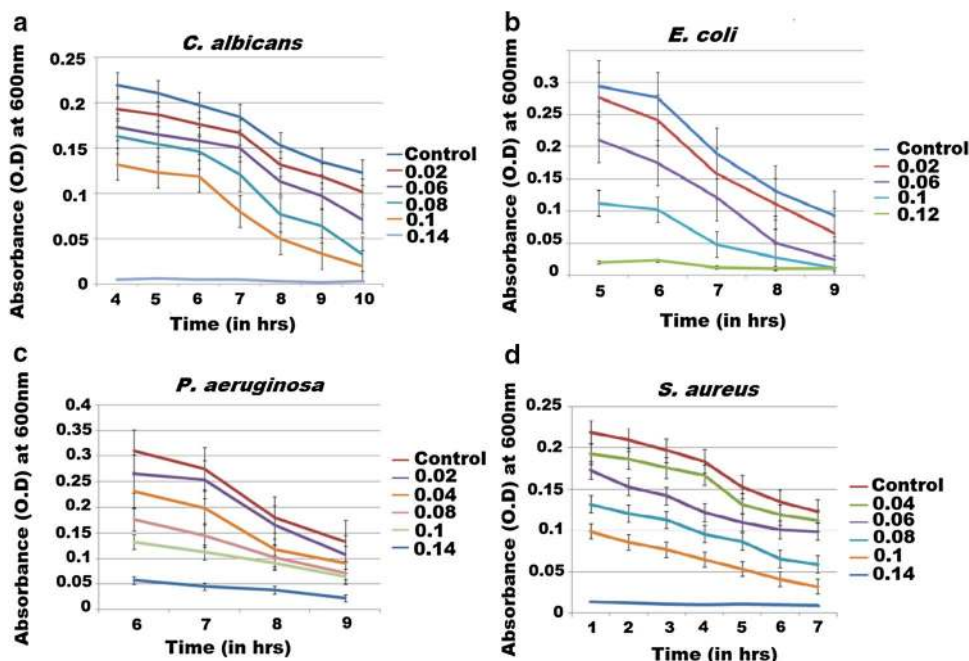 a
C. albicans
Absorbance (O.D) at 600nm
0.25
0.2
0.15
0.1
0.05
0
4 5 6 7 8 9 10
Time (in hrs)
Control
0.02
0.06
0.08
0.1
0.14
b
E. coli
Absorbance (O.D) at 600nm
0.3
0.25
0.2
0.15
0.1
0.05
0
5 6 7 8 9
Time (in hrs)
Control
0.02
0.06
0.1
0.12
c
P. aeruginosa
Absorbance (O.D) at 600nm
0.4
0.35
0.3
0.25
0.2
0.15
0.1
0.05
0
6 7 8 9
Time (in hrs)
Control
0.02
0.04
0.08
0.1
0.14
d
S. aureus
Absorbance (O.D) at 600nm
0.25
0.2
0.15
0.1
0.05
0
1 2 3 4 5 6 7
Time (in hrs)
Control
0.04
0.06
0.08
0.1
0.14